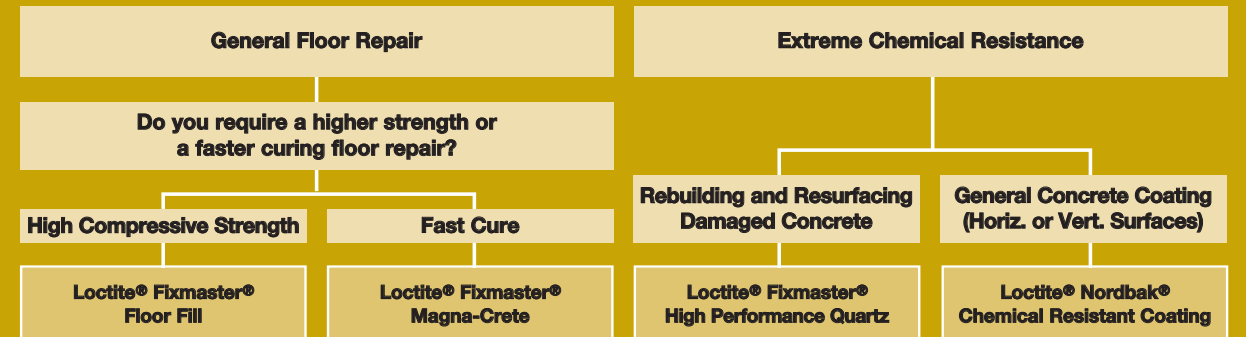 General Floor Repair
Extreme Chemical Resistance
Do you require a higher strength or
a faster curing floor repair?
High Compressive Strength
Fast Cure
Rebuilding and Resurfacing
Damaged Concrete
General Concrete Coating
(Horiz. or Vert. Surfaces)
Loctite® Fixmaster®
Floor Fill
Loctite® Fixmaster®
Magna-Crete
Loctite® Fixmaster®
High Performance Quartz
Loctite® Nordbak®
Chemical Resistant Coating